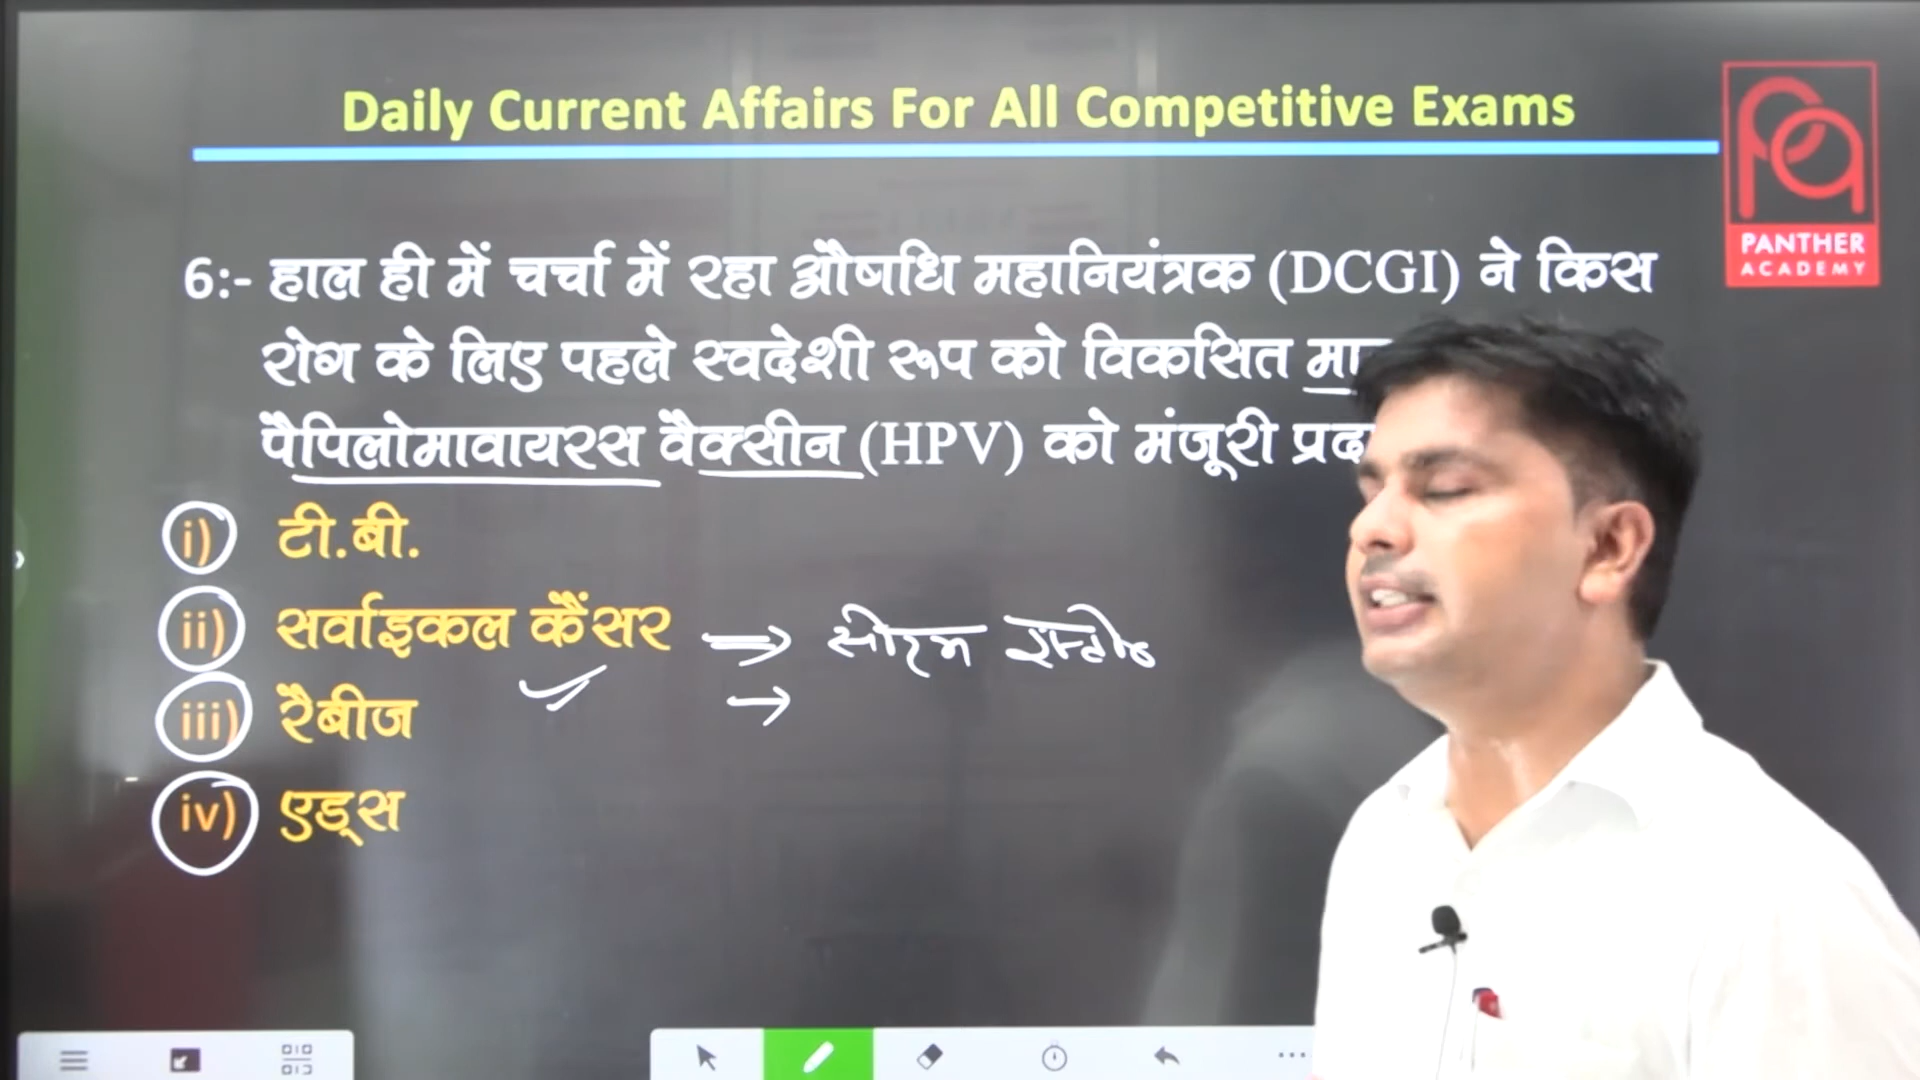 Daily Current Affairs For All Competitive Exams
PANTHER
ACADEMY
6:- हाल ही में चर्चा में रहा औषधि महानियंत्रक (DCGI) ने किस
रोग के लिए पहले स्वदेशी रूप को विकसित
पैपिलोमावायरस वैक्सीन (HPV) को मंजूरी
i) टी.बी.
ii) सर्वाइकल कैंसर → सीरम
iii) रैबीज →
iv) एड्स